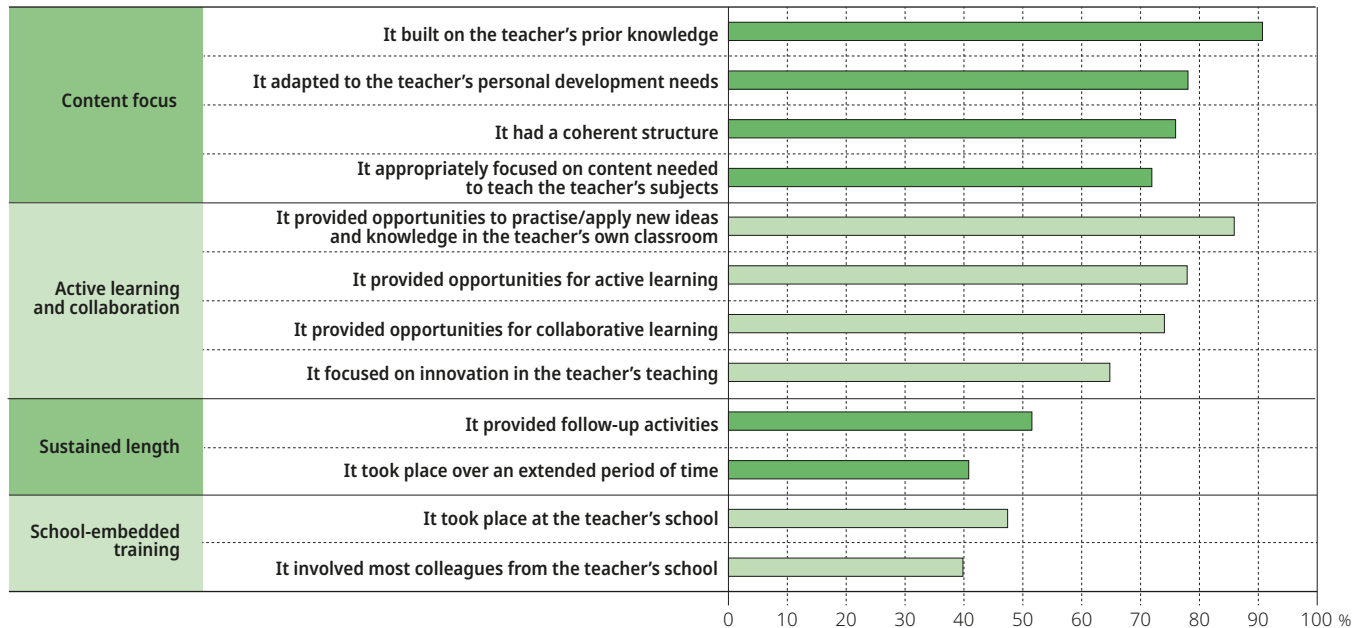 Content focus
It built on the teacher’s prior knowledge
It adapted to the teacher’s personal development needs
It had a coherent structure
It appropriately focused on content needed
to teach the teacher’s subjects
Active learning
and collaboration
It provided opportunities to practise/apply new ideas
and knowledge in the teacher’s own classroom
It provided opportunities for active learning
It provided opportunities for collaborative learning
It focused on innovation in the teacher’s teaching
Sustained length
It provided follow-up activities
It took place over an extended period of time
School-embedded
training
It took place at the teacher’s school
It involved most colleagues from the teacher’s school
0 10 20 30 40 50 60 70 80 90 100 %